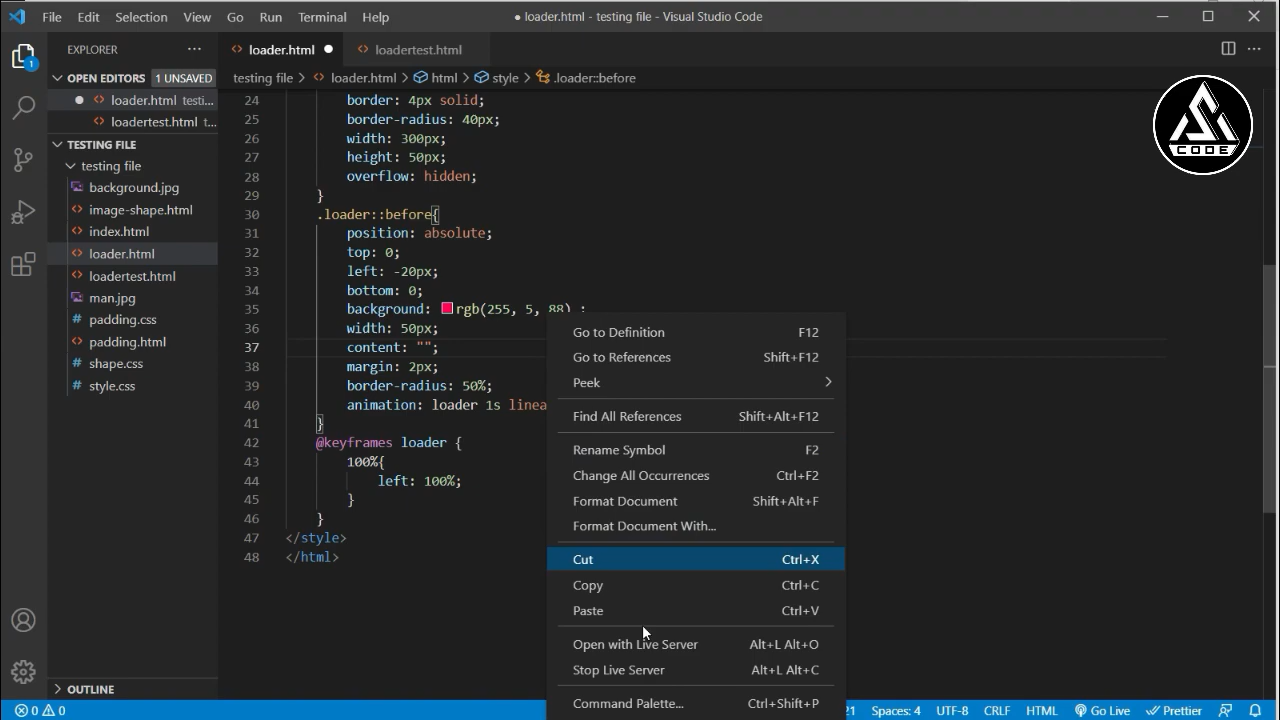 File Edit Selection View Go Run Terminal Help
● loader.html - testing file - Visual Studio Code
EXPLORER ···
loader.html
loadertest.html
OPEN EDITORS 1 UNSAVED
testing file > loader.html > html > style > .loader::before
loader.html testi...
loadertest.html t...
TESTING FILE
testing file
background.jpg
image-shape.html
index.html
loader.html
loadertest.html
man.jpg
padding.css
padding.html
shape.css
style.css
OUTLINE
24 border: 4px solid;
25 border-radius: 40px;
26 width: 300px;
27 height: 50px;
28 overflow: hidden;
29 }
30 .loader::before{
31 position: absolute;
32 top: 0;
33 left: -20px;
34 bottom: 0;
35 background: rgb(255, 5, 88) ;
36 width: 50px;
37 content: "";
38 margin: 2px;
39 border-radius: 50%;
40 animation: loader 1s linea
41 }
42 @keyframes loader {
43 100%{
44 left: 100%;
45 }
46 }
47 </style>
48 </html>
Go to Definition F12
Go to References Shift+F12
Peek
Find All References Shift+Alt+F12
Rename Symbol F2
Change All Occurrences Ctrl+F2
Format Document Shift+Alt+F
Format Document With...
Cut Ctrl+X
Copy Ctrl+C
Paste Ctrl+V
Open with Live Server Alt+L Alt+O
Stop Live Server Alt+L Alt+C
Command Palette... Ctrl+Shift+P
CODE
1
0 0
21 Spaces: 4 UTF-8 CRLF HTML Go Live Prettier